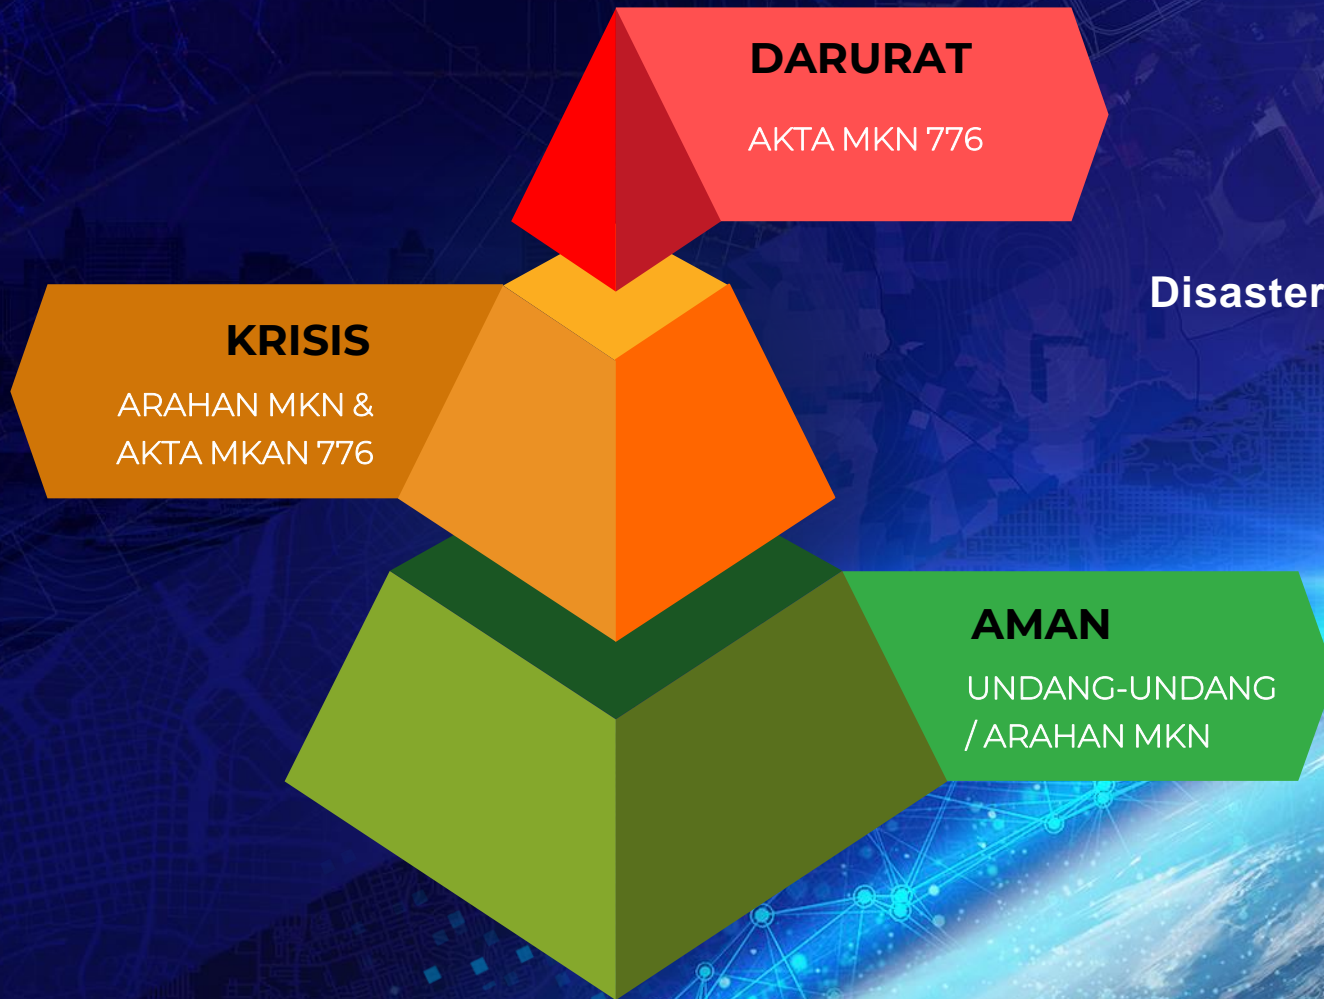 DARURAT
AKTA MKN 776
Disaster
KRISIS
ARAHAN MKN &
AKTA MKAN 776
AMAN
UNDANG-UNDANG
/ ARAHAN MKN